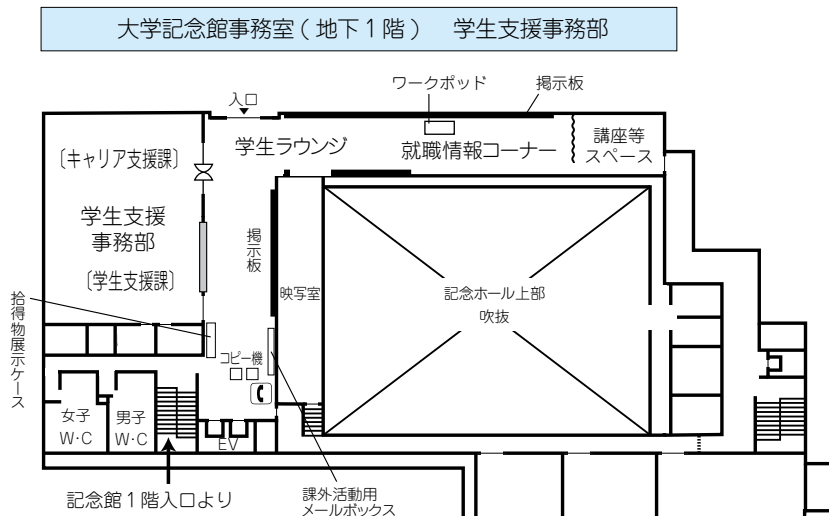 大学記念館事務室（地下1階）　学生支援事務部
ワークポッド
掲示板
入口
学生ラウンジ
就職情報コーナー
講座等
スペース
〔キャリア支援課〕
学生支援
事務部
〔学生支援課〕
掲示板
映写室
記念ホール上部
吹抜
拾得物展示ケース
コピー機
女子
W･C
男子
W･C
EV
記念館1階入口より
課外活動用
メールボックス